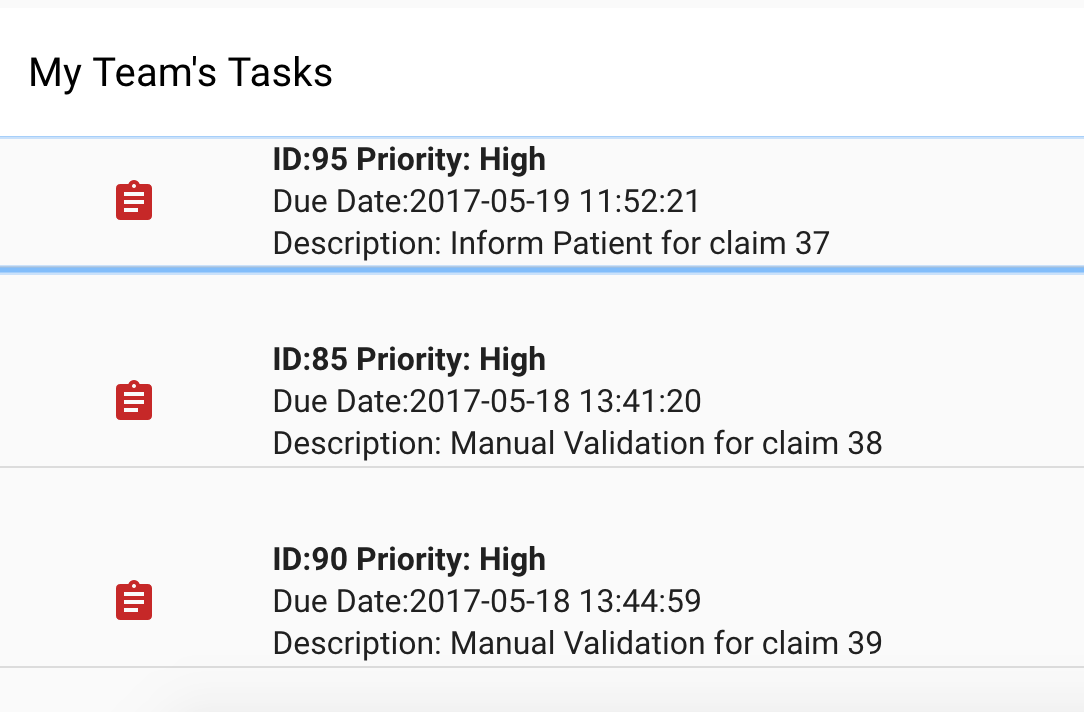 My Team's Tasks
ID:95 Priority: High
Due Date:2017-05-19 11:52:21
Description: Inform Patient for claim 37
ID:85 Priority: High
Due Date:2017-05-18 13:41:20
Description: Manual Validation for claim 38
ID:90 Priority: High
Due Date:2017-05-18 13:44:59
Description: Manual Validation for claim 39